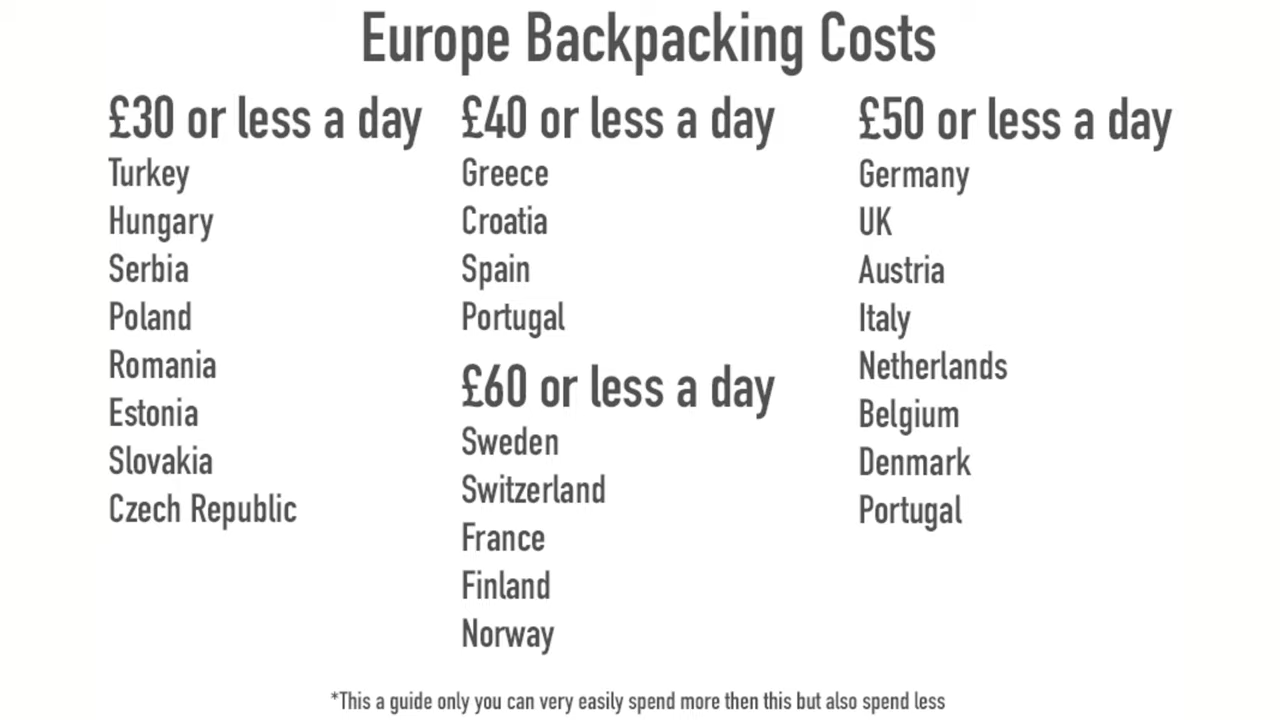 Europe Backpacking Costs
£30 or less a day
Turkey
Hungary
Serbia
Poland
Romania
Estonia
Slovakia
Czech Republic
£40 or less a day
Greece
Croatia
Spain
Portugal
£60 or less a day
Sweden
Switzerland
France
Finland
Norway
£50 or less a day
Germany
UK
Austria
Italy
Netherlands
Belgium
Denmark
Portugal
*This a guide only you can very easily spend more then this but also spend less